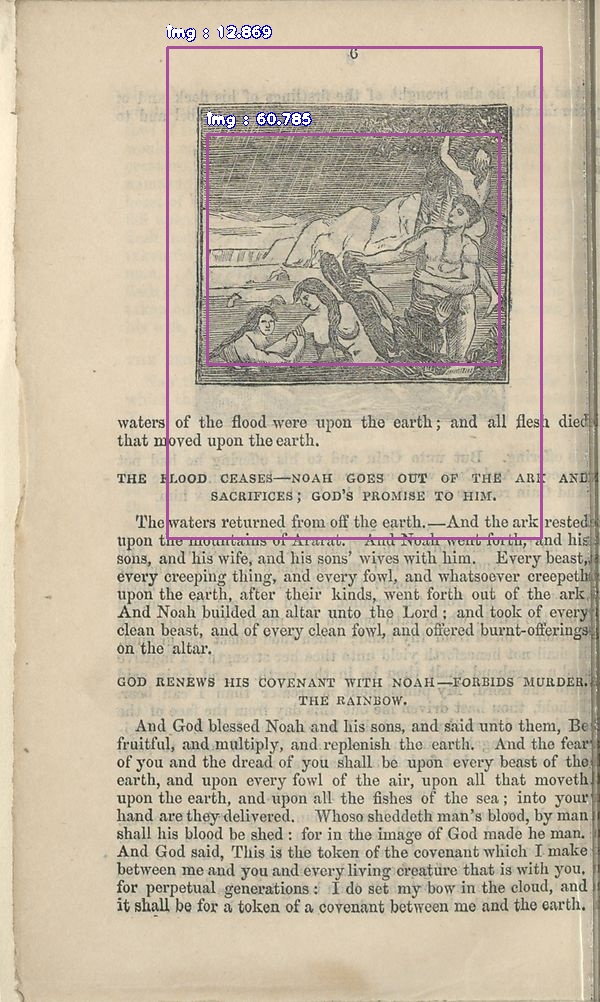 img : 12.869
6
img : 60.785
waters of the flood were upon the earth; and all flesh died
that moved upon the earth.
THE FLOOD CEASES—NOAH GOES OUT OF THE ARK AND
SACRIFICES; GOD'S PROMISE TO HIM.
The waters returned from off the earth.—And the ark rested
upon the mountains of Ararat. And Noah went forth, and his
sons, and his wife, and his sons' wives with him. Every beast,
every creeping thing, and every fowl, and whatsoever creepeth
upon the earth, after their kinds, went forth out of the ark.
And Noah builded an altar unto the Lord; and took of every
clean beast, and of every clean fowl, and offered burnt-offerings
on the altar.
GOD RENEWS HIS COVENANT WITH NOAH—FORBIDS MURDER.
THE RAINBOW.
And God blessed Noah and his sons, and said unto them, Be
fruitful, and multiply, and replenish the earth. And the fear
of you and the dread of you shall be upon every beast of the
earth, and upon every fowl of the air, upon all that moveth
upon the earth, and upon all the fishes of the sea; into your
hand are they delivered. Whoso sheddeth man's blood, by man
shall his blood be shed: for in the image of God made he man.
And God said, This is the token of the covenant which I make
between me and you and every living creature that is with you,
for perpetual generations: I do set my bow in the cloud, and
it shall be for a token of a covenant between me and the earth.